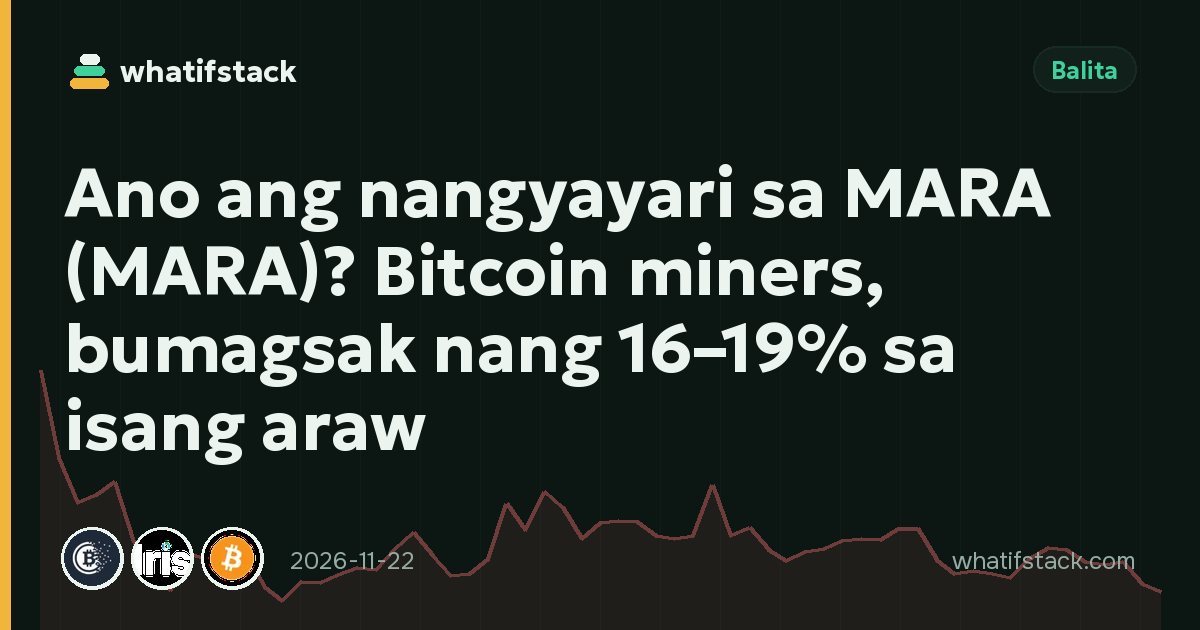 whatifstack
Balita
Ano ang nangyayari sa MARA
(MARA)? Bitcoin miners,
bumagsak nang 16–19% sa
isang araw
Iris
2026-11-22
whatifstack.com